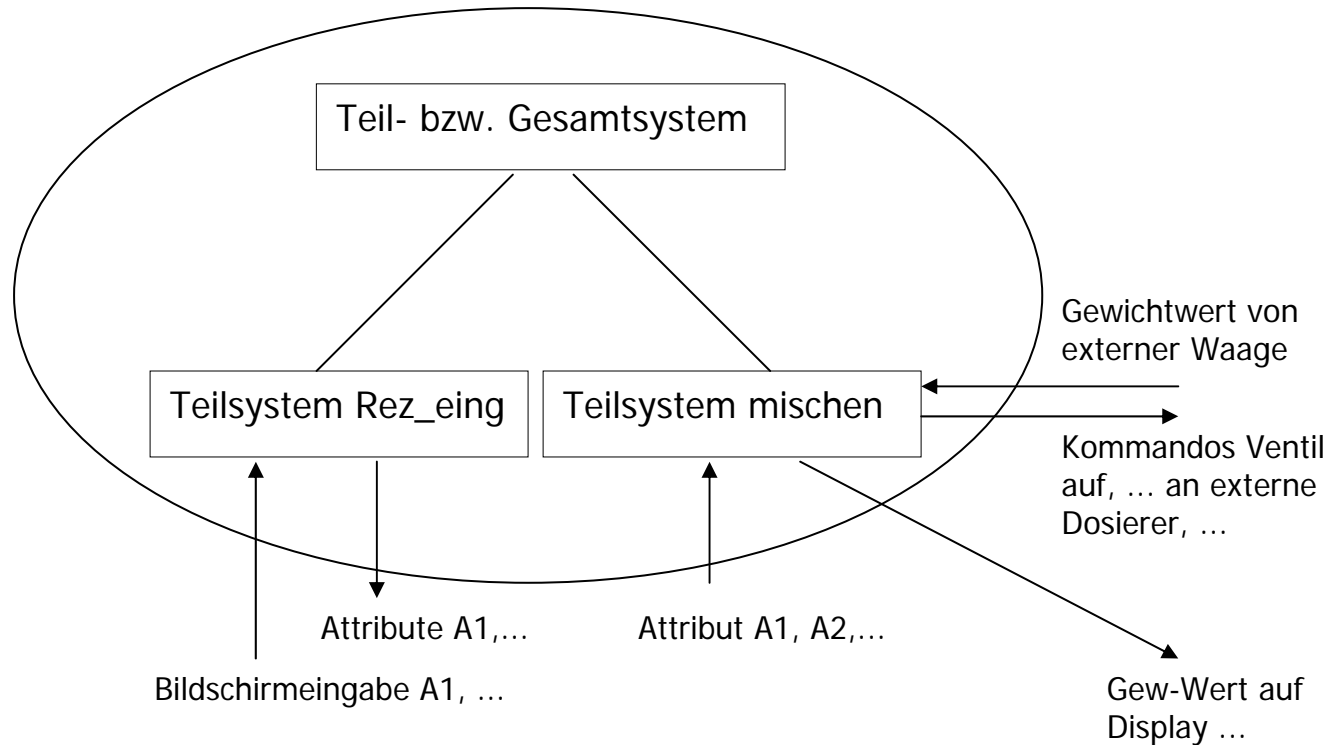 Teil- bzw. Gesamtsystem
Gewichtwert von
externer Waage
Teilsystem Rez_eing
Teilsystem mischen
Kommandos Ventil
auf, … an externe
Dosierer, …
Attribute A1,…
Attribut A1, A2,…
Bildschirmeingabe A1, …
Gew-Wert auf
Display …